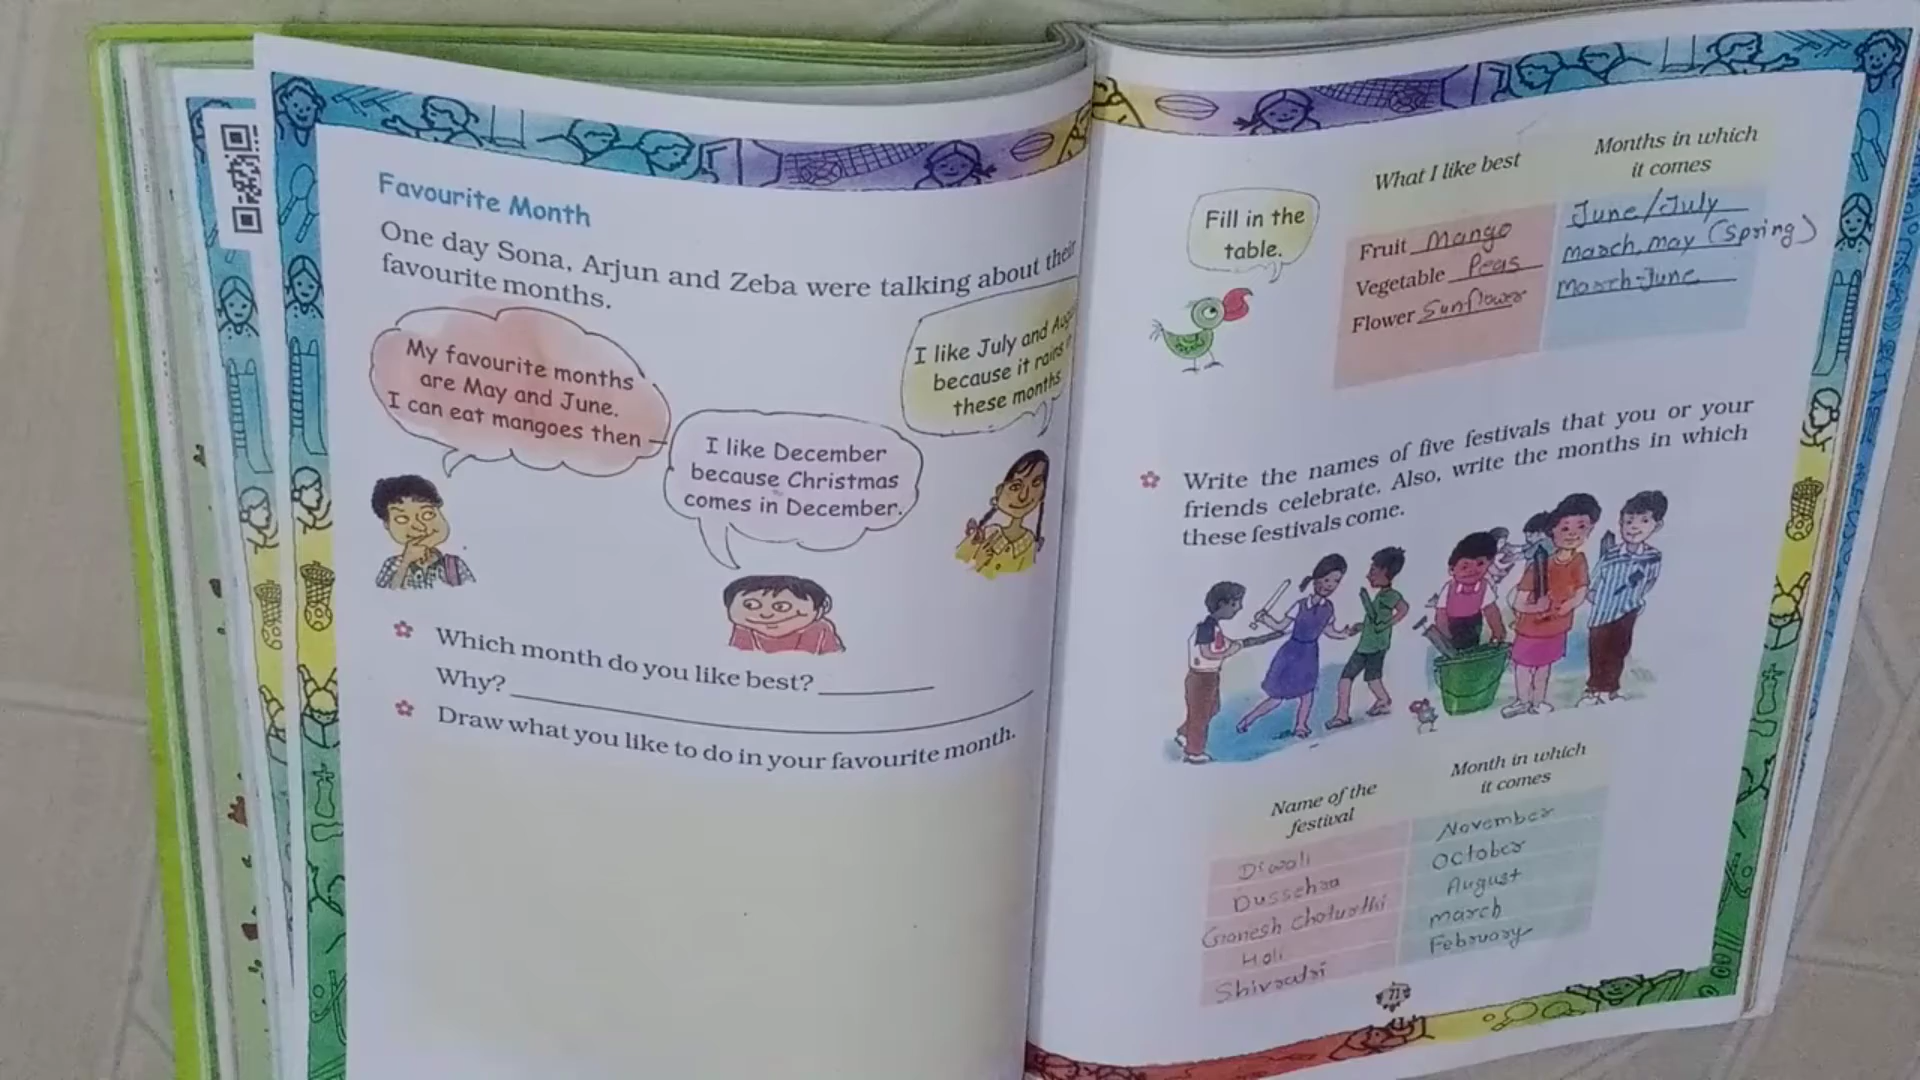 Favourite Month
One day Sona, Arjun and Zeba were talking about their
favourite months.
My favourite months
are May and June.
I can eat mangoes then
I like December
because Christmas
comes in December.
I like July and
because it rains
these months
Which month do you like best?
Why?
Draw what you like to do in your favourite month.
Fill in the
table.
What I like best
Months in which
it comes
Fruit Mango
June/July
Vegetable Peas
March, may (spring)
Flower Sunflower
March-June
Write the names of five festivals that you or your
friends celebrate. Also, write the months in which
these festivals come.
Name of the
festival
Month in which
it comes
Diwali
November
Dussehra
October
Ganesh Chaturthi
August
Holi
march
February